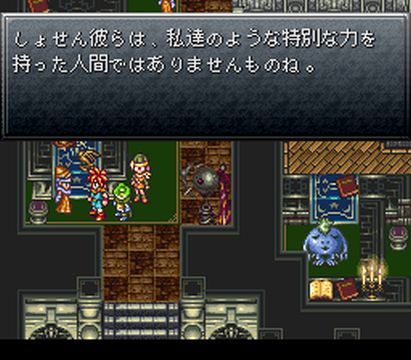 しょせん彼らは、私達のような特別な力を
持った人間ではありませんものね。